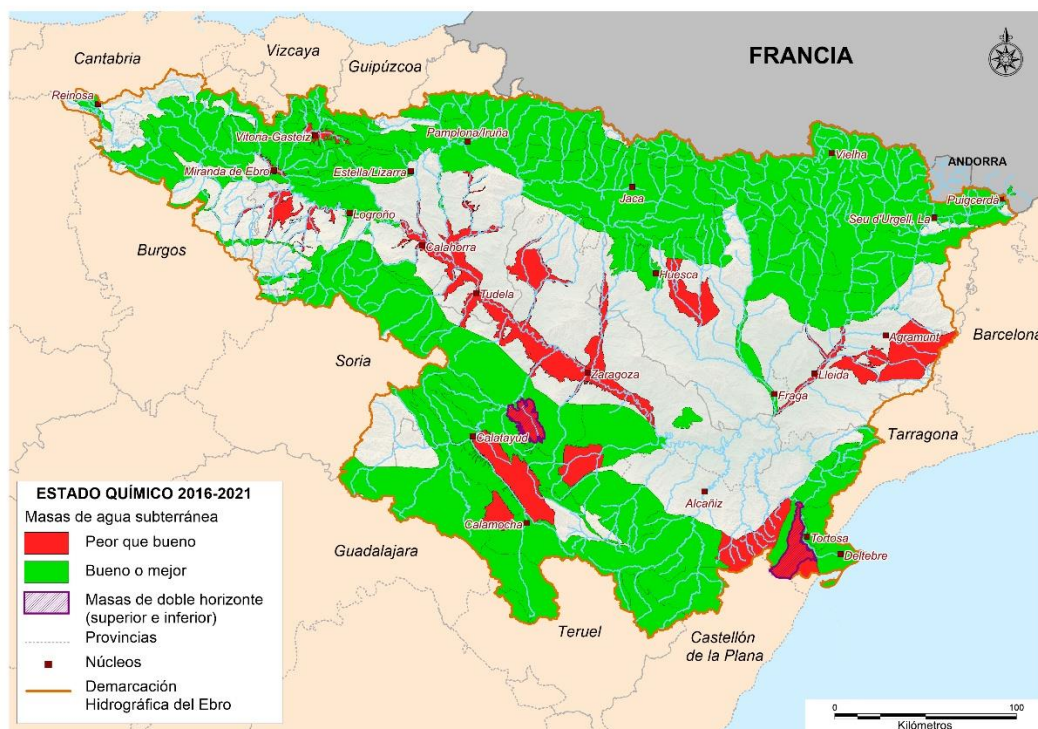 Cantabria
Vizcaya
Guipúzcoa
FRANCIA
Reinosa
Vitoria-Gasteiz
Pamplona/Iruña
Vielha
ANDORRA
Miranda de Ebro
Estella/Lizarra
Jaca
Puigcerdá
Seu d'Urgell, La
Logroño
Burgos
Calahorra
Huesca
Tudela
Barcelona
Soria
Agramunt
Zaragoza
Lleida
Fraga
Calatayud
Tarragona
Alcañiz
Calamocha
Tortosa
Deltebre
Guadalajara
Teruel
Castellón
de la Plana
ESTADO QUÍMICO 2016-2021
Masas de agua subterránea
Peor que bueno
Bueno o mejor
Masas de doble horizonte
(superior e inferior)
Provincias
Núcleos
Demarcación
Hidrográfica del Ebro
0 100
Kilómetros